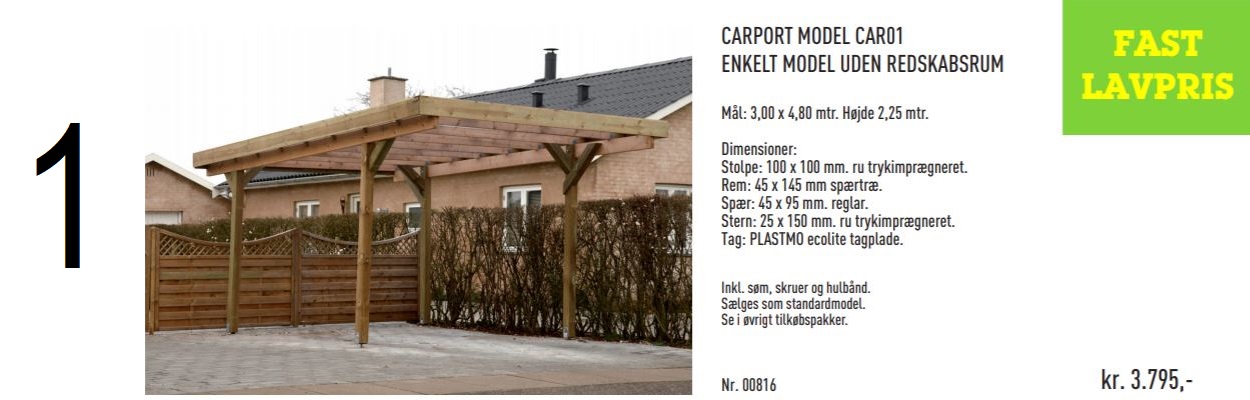 1
CARPORT MODEL CAR01
ENKELT MODEL UDEN REDSKABSRUM
FAST
LAVPRIS
Mål: 3,00 x 4,80 mtr. Højde 2,25 mtr.
Dimensioner:
Stolpe: 100 x 100 mm. ru trykimprægneret.
Rem: 45 x 145 mm spærtræ.
Spær: 45 x 95 mm. reglar.
Stern: 25 x 150 mm. ru trykimprægneret.
Tag: PLASTMO ecolite tagplade.
Inkl. søm, skruer og hulbånd.
Sælges som standardmodel.
Se i øvrigt tilkøbspakker.
Nr. 00816
kr. 3.795,-